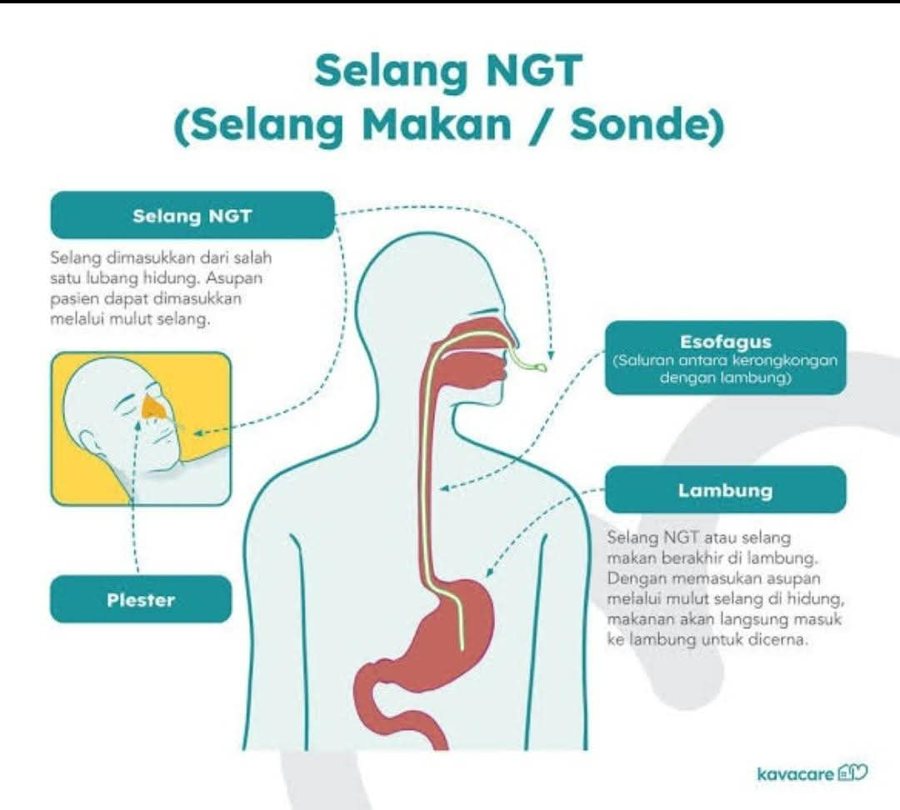 Selang NGT
(Selang Makan / Sonde)
Selang NGT
Selang dimasukkan dari salah
satu lubang hidung. Asupan
pasien dapat dimasukkan
melalui mulut selang.
Plester
Esofagus
(Saluran antara kerongkongan
dengan lambung)
Lambung
Selang NGT atau selang
makan berakhir di lambung.
Dengan memasukan asupan
melalui mulut selang di hidung,
makanan akan langsung masuk
ke lambung untuk dicerna.
kavacare